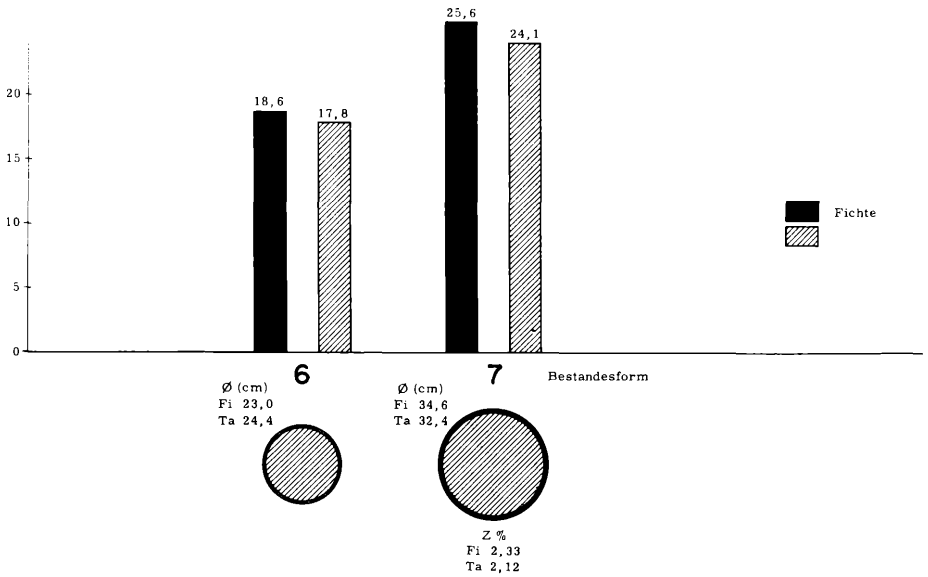 25,6
24,1
20
18,6
17,8
15
10
Fichte
5
0
6
7
Bestandesform
Ø (cm)
Fi 23,0
Ta 24,4
Ø (cm)
Fi 34,6
Ta 32,4
Z %
Fi 2,33
Ta 2,12